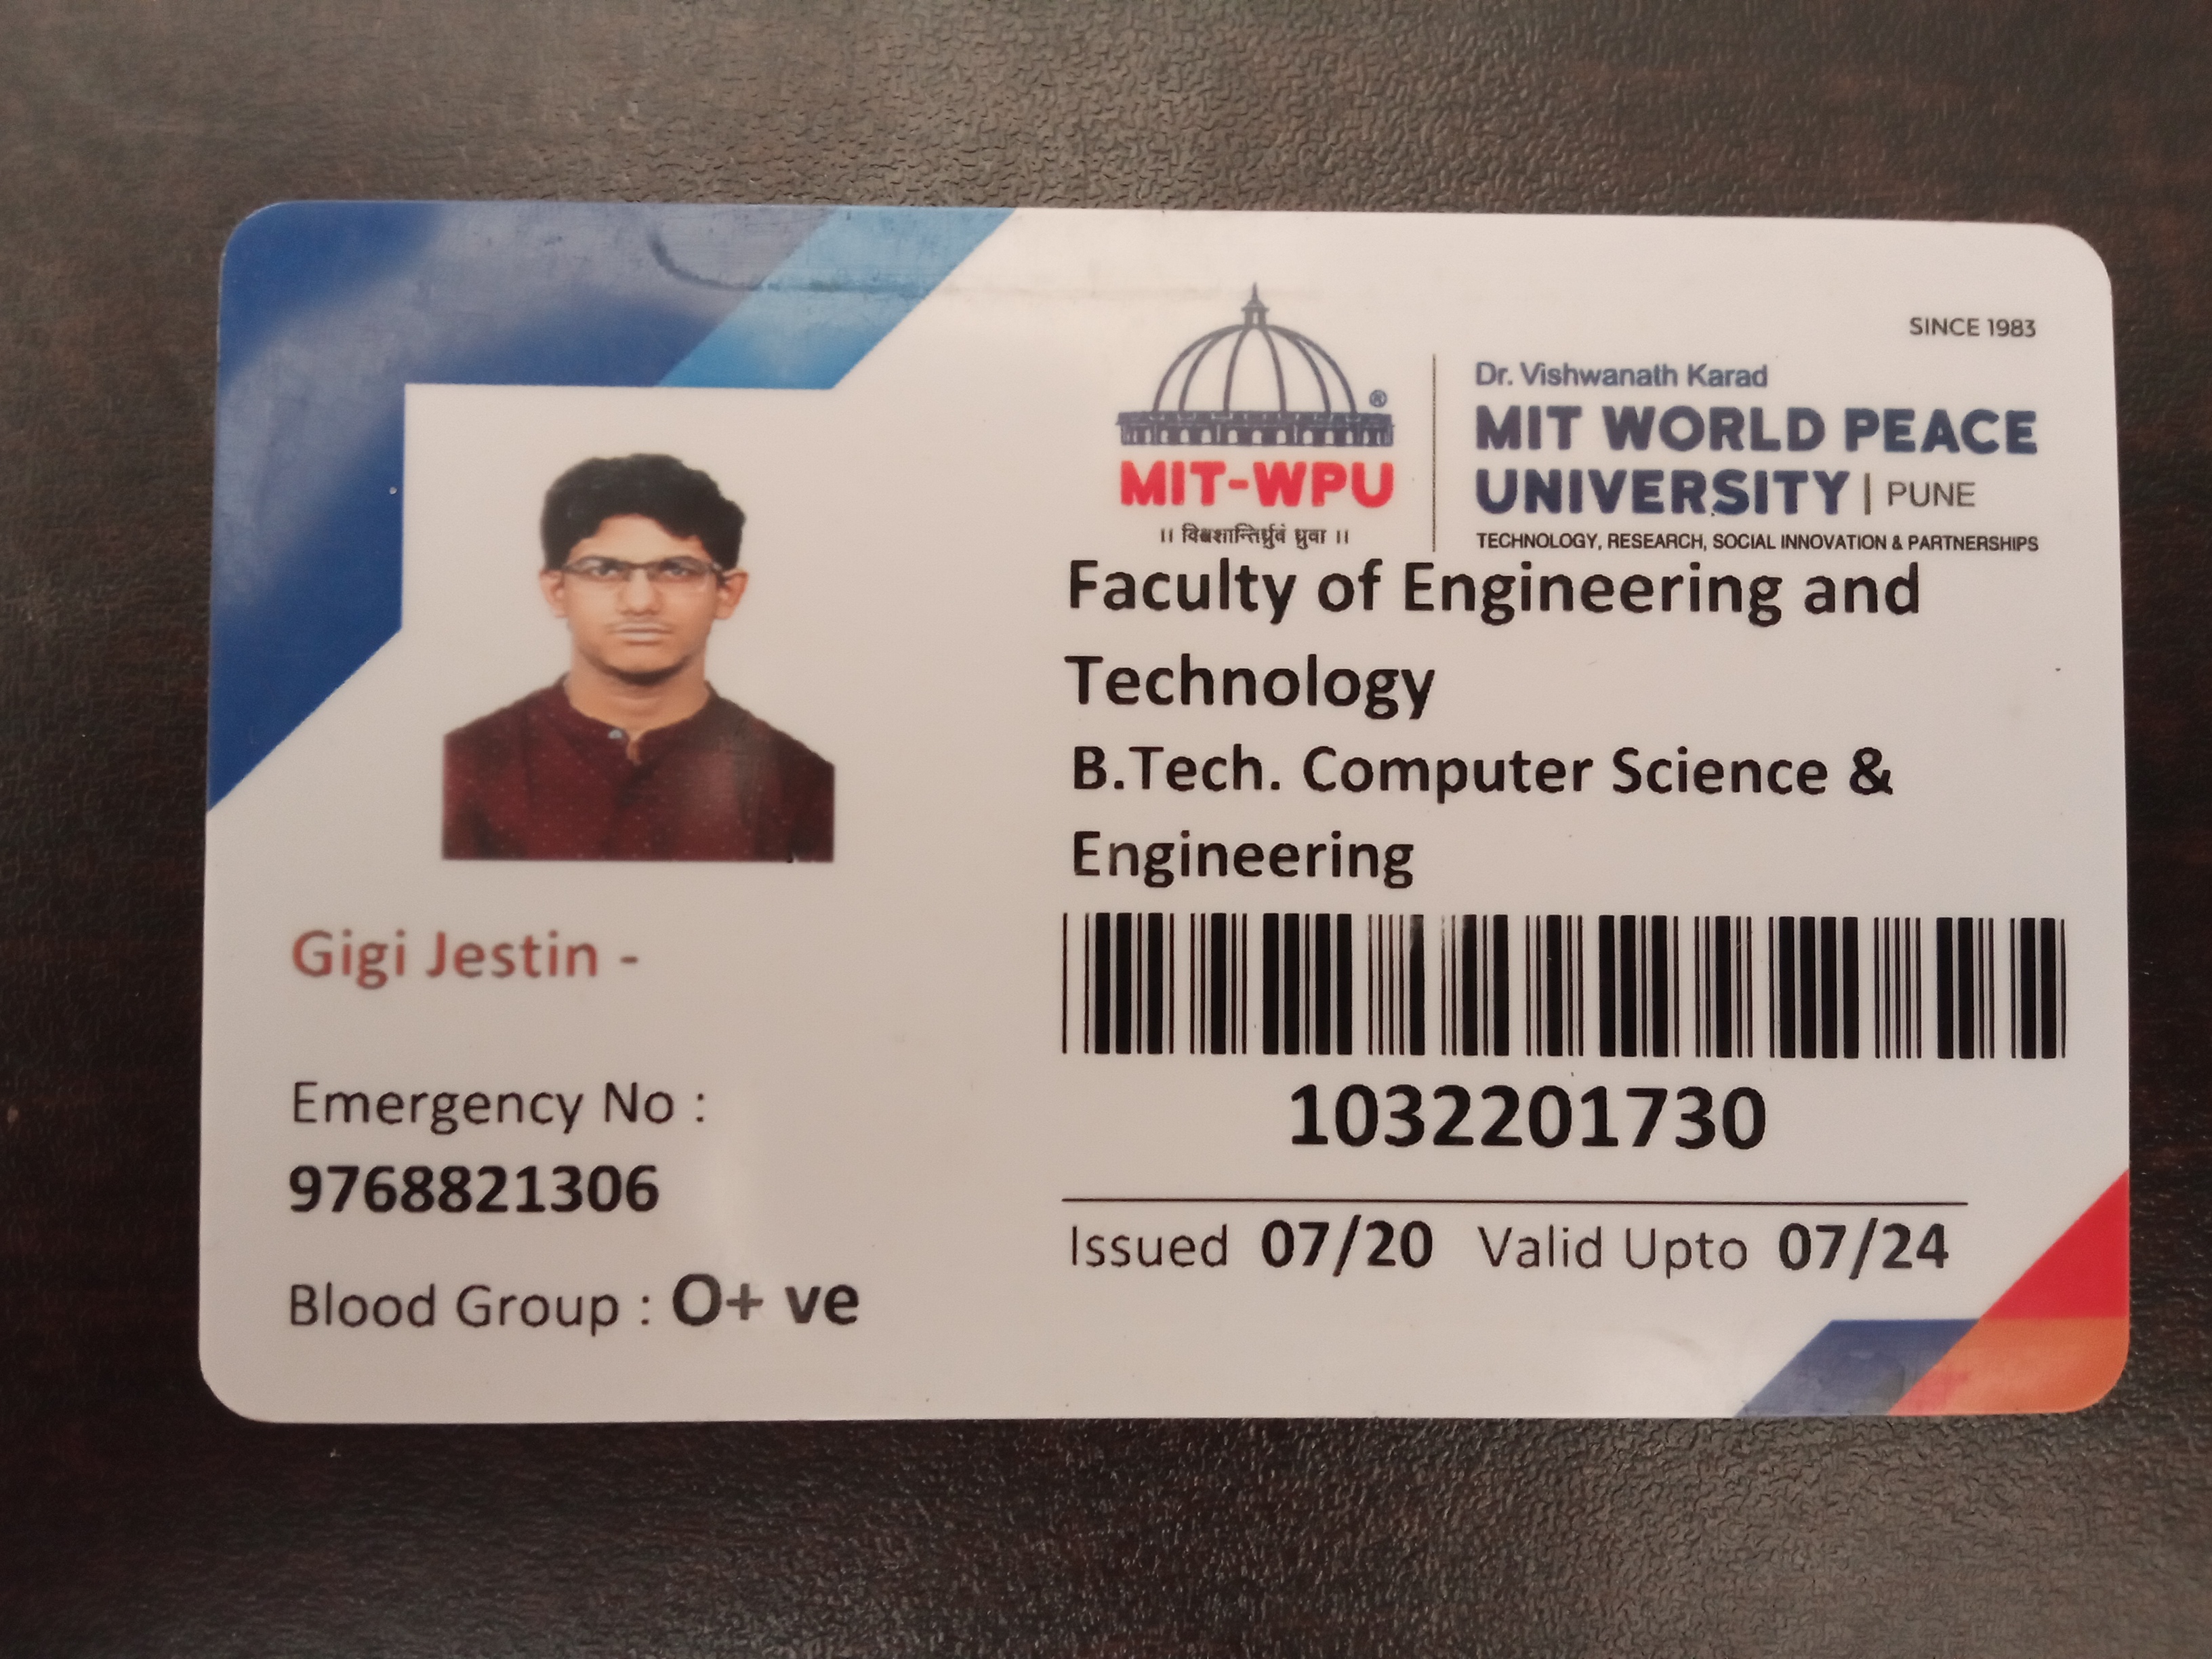 SINCE 1983
Dr. Vishwanath Karad
MIT WORLD PEACE
UNIVERSITY | PUNE
TECHNOLOGY, RESEARCH, SOCIAL INNOVATION & PARTNERSHIPS
®
MIT-WPU
।। विश्वशान्तिर्ध्रुवं ध्रुवा ।।
Faculty of Engineering and
Technology
B.Tech. Computer Science &
Engineering
1032201730
Issued 07/20 Valid Upto 07/24
Gigi Jestin -
Emergency No :
9768821306
Blood Group : O+ ve